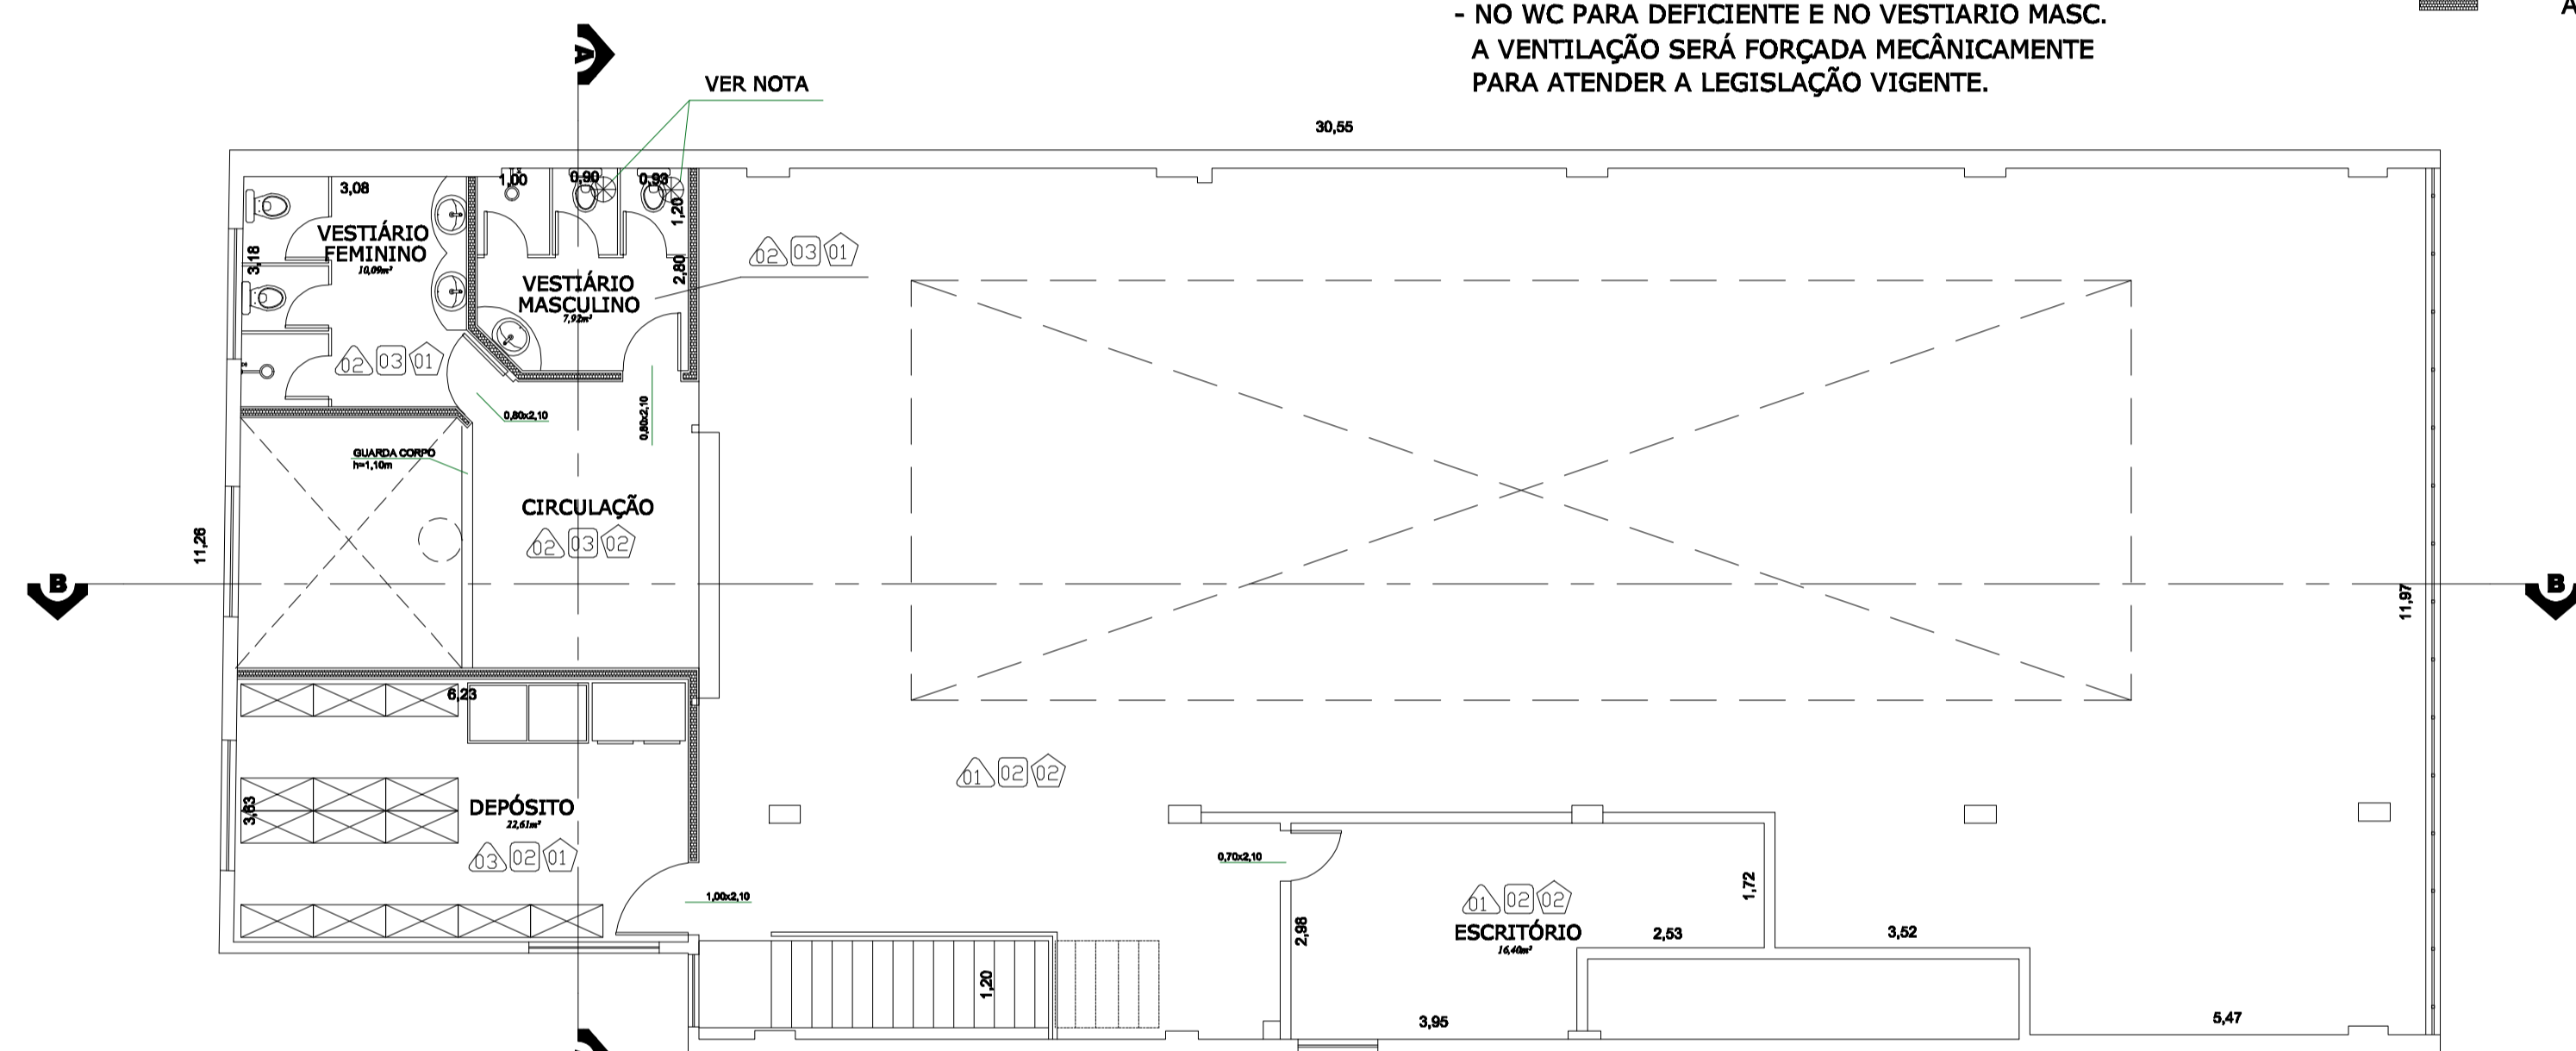 - NO WC PARA DEFICIENTE E NO VESTIARIO MASC.
A VENTILAÇÃO SERÁ FORÇADA MECÂNICAMENTE
PARA ATENDER A LEGISLAÇÃO VIGENTE.
A
A
VER NOTA
30,55
3,08
1,00
0,90
0,93
1,20
VESTIÁRIO
FEMININO
10,09m²
3,18
2,80
02 03 01
VESTIÁRIO
MASCULINO
7,92m²
02 03 01
0,80x2,10
0,80x2,10
GUARDA CORPO
h=1,10m
CIRCULAÇÃO
02 03 02
11,26
B
B
11,97
6,23
01 02 02
3,63
DEPÓSITO
22,61m²
03 02 01
0,70x2,10
1,00x2,10
1,72
01 02 02
ESCRITÓRIO
16,40m²
2,98
2,53
3,52
1,20
3,95
5,47